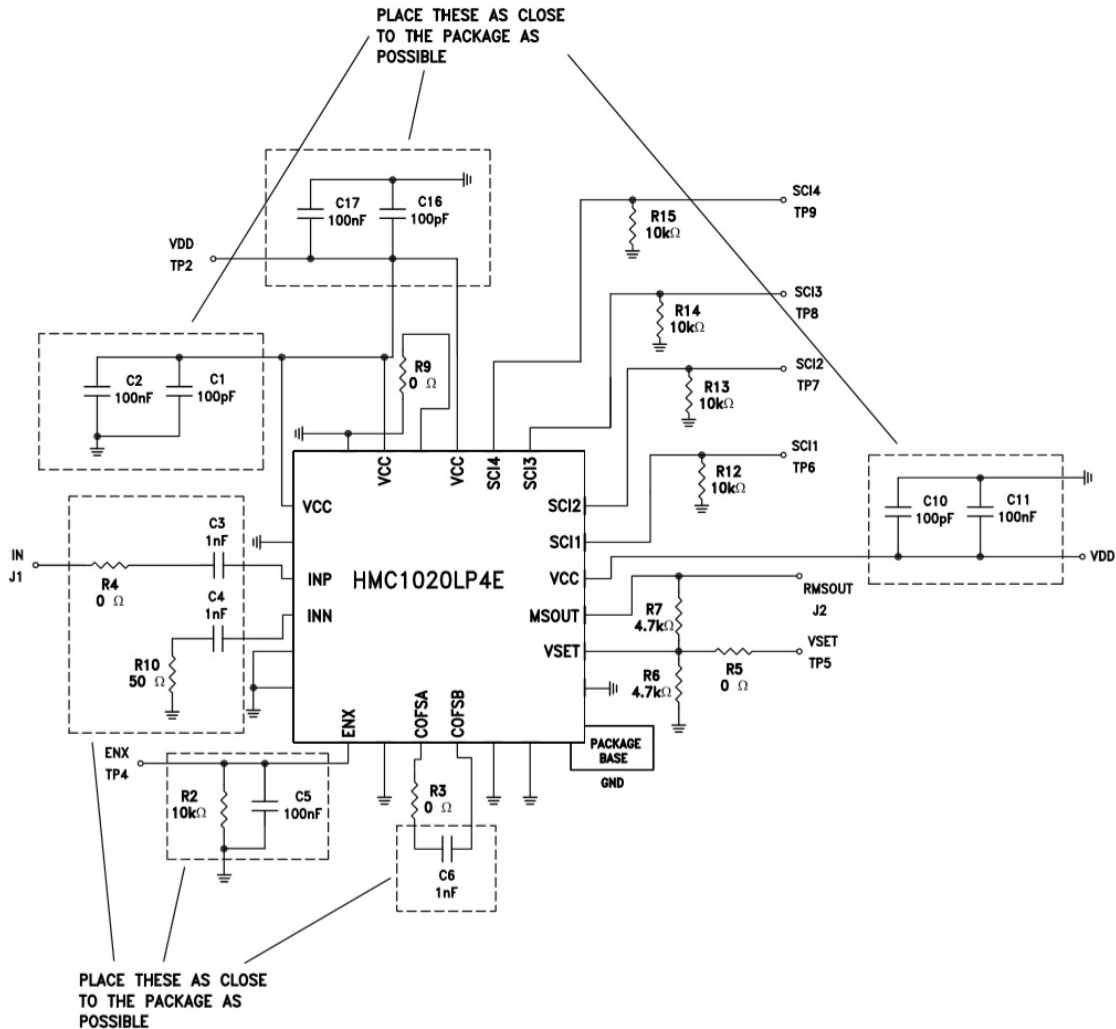 PLACE THESE AS CLOSE
TO THE PACKAGE AS
POSSIBLE
C17
100nF
C16
100pF
VDD
TP2
SCI4
TP9
R15
10kΩ
SCI3
TP8
R14
10kΩ
SCI2
TP7
R13
10kΩ
SCI1
TP6
R12
10kΩ
C2
100nF
C1
100pF
R9
0 Ω
VCC
VCC
SCI4
SCI3
VCC
SCI2
SCI1
VCC
MSOUT
VSET
INP
INN
HMC1020LP4E
ENX
COFSA
COFSB
C10
100pF
C11
100nF
VDD
IN
J1
R4
0 Ω
C3
1nF
C4
1nF
R10
50 Ω
R7
4.7kΩ
RMSOUT
J2
R6
4.7kΩ
R5
0 Ω
VSET
TP5
PACKAGE
BASE
GND
ENX
TP4
R2
10kΩ
C5
100nF
R3
0 Ω
C6
1nF
PLACE THESE AS CLOSE
TO THE PACKAGE AS
POSSIBLE